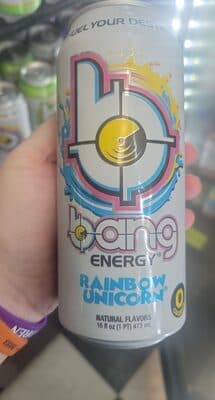 FUEL YOUR DESTINY
b
bang
ENERGY®
RAINBOW
UNICORN
NATURAL FLAVORS
16 fl oz (1 PT) 473 mL
0